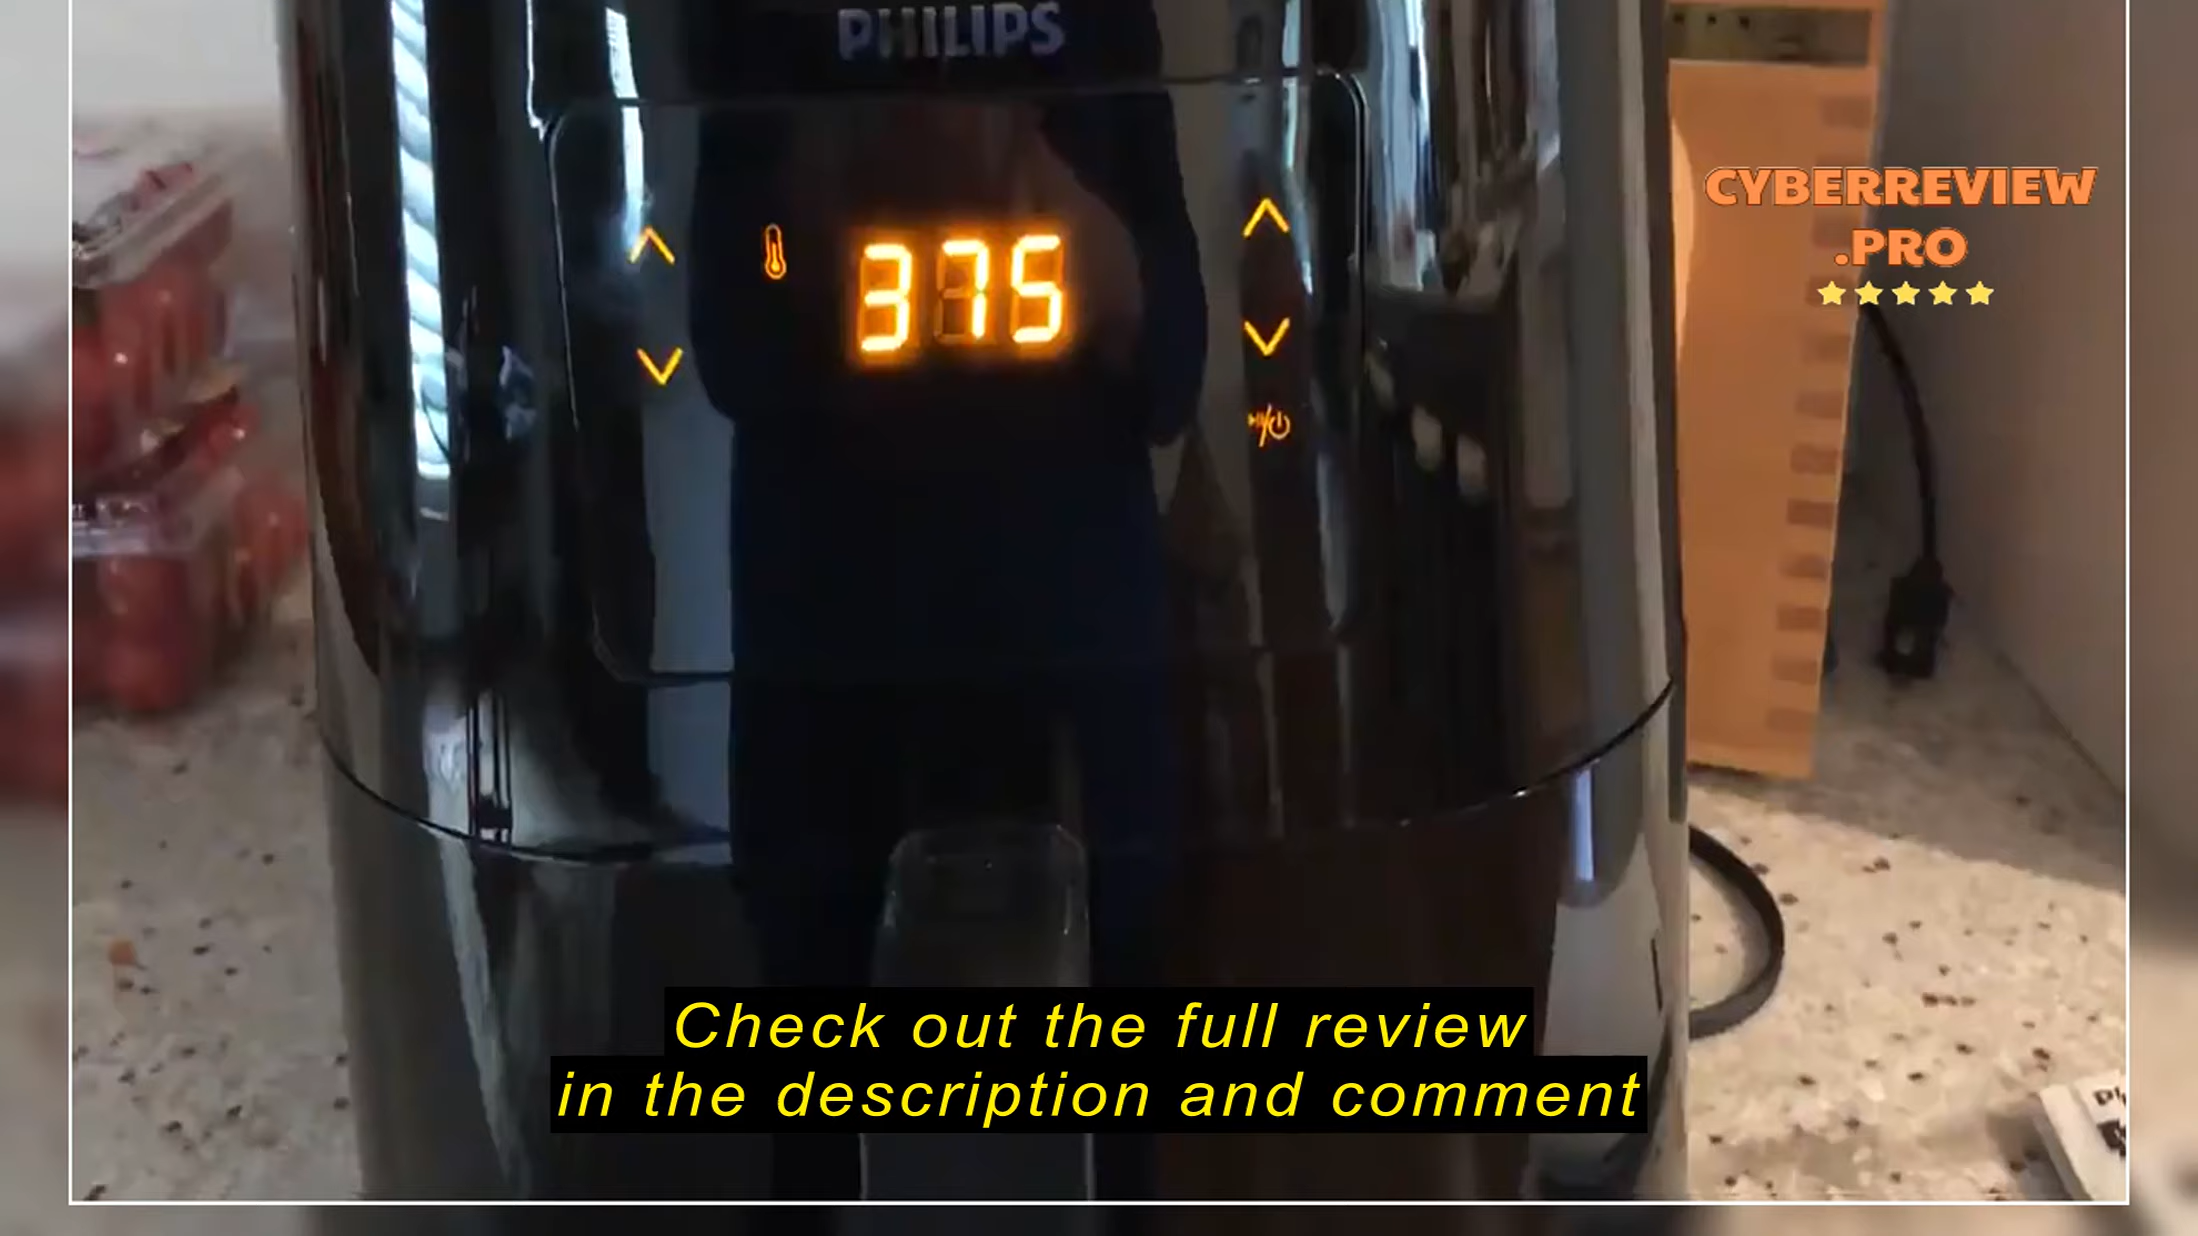 PHILIPS
375
CYBERREVIEW
.PRO
Check out the full review
in the description and comment